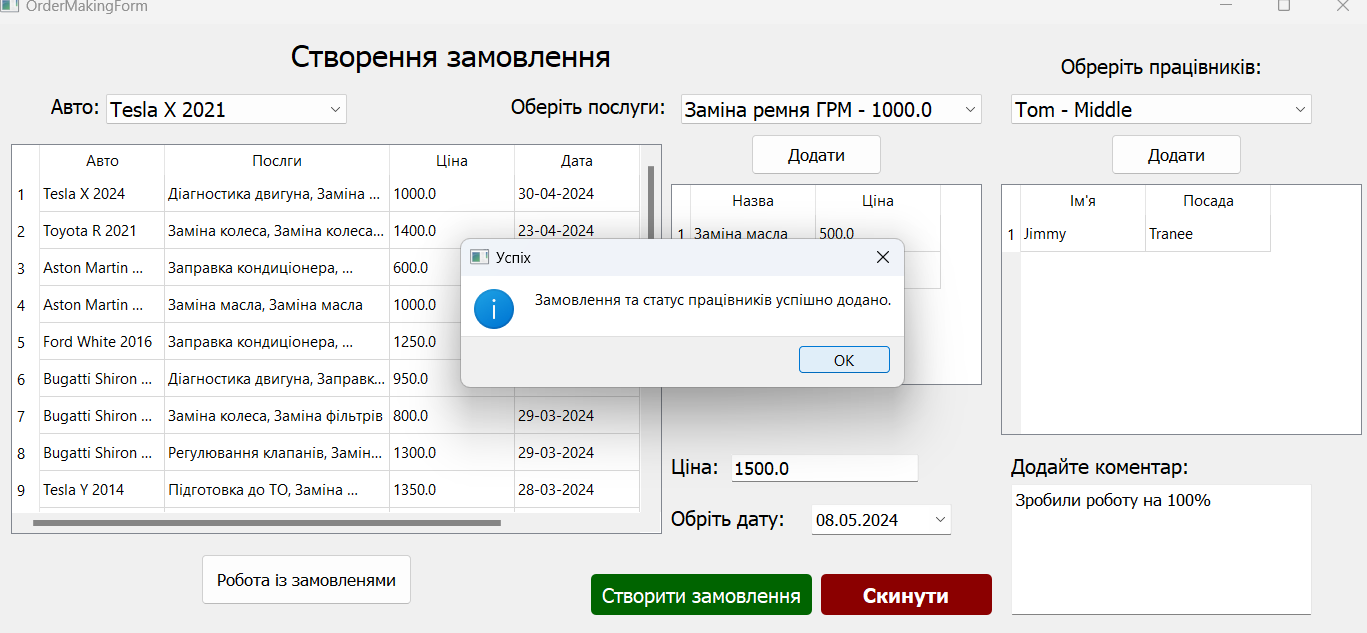 OrderMakingForm
Створення замовлення
Обреріть працівників:
Авто: Tesla X 2021
Оберіть послуги: Заміна ремня ГРМ - 1000.0
Tom - Middle
Додати
Додати
Авто Послги Ціна Дата
1 Tesla X 2024 Діагностика двигуна, Заміна ... 1000.0 30-04-2024
2 Toyota R 2021 Заміна колеса, Заміна колеса... 1400.0 23-04-2024
3 Aston Martin ... Заправка кондиціонера, ... 600.0
4 Aston Martin ... Заміна масла, Заміна масла 1000.0
5 Ford White 2016 Заправка кондиціонера, ... 1250.0
6 Bugatti Shiron ... Діагностика двигуна, Заправк... 950.0
7 Bugatti Shiron ... Заміна колеса, Заміна фільтрів 800.0 29-03-2024
8 Bugatti Shiron ... Регулювання клапанів, Замін... 1300.0 29-03-2024
9 Tesla Y 2014 Підготовка до ТО, Заміна ... 1350.0 28-03-2024
Назва Ціна
1 Заміна масла 500.0
Ім'я Посада
1 Jimmy Tranee
Успіх
Замовлення та статус працівників успішно додано.
OK
Ціна: 1500.0
Обріть дату: 08.05.2024
Додайте коментар:
Зробили роботу на 100%
Робота із замовленями
Створити замовлення
Скинути